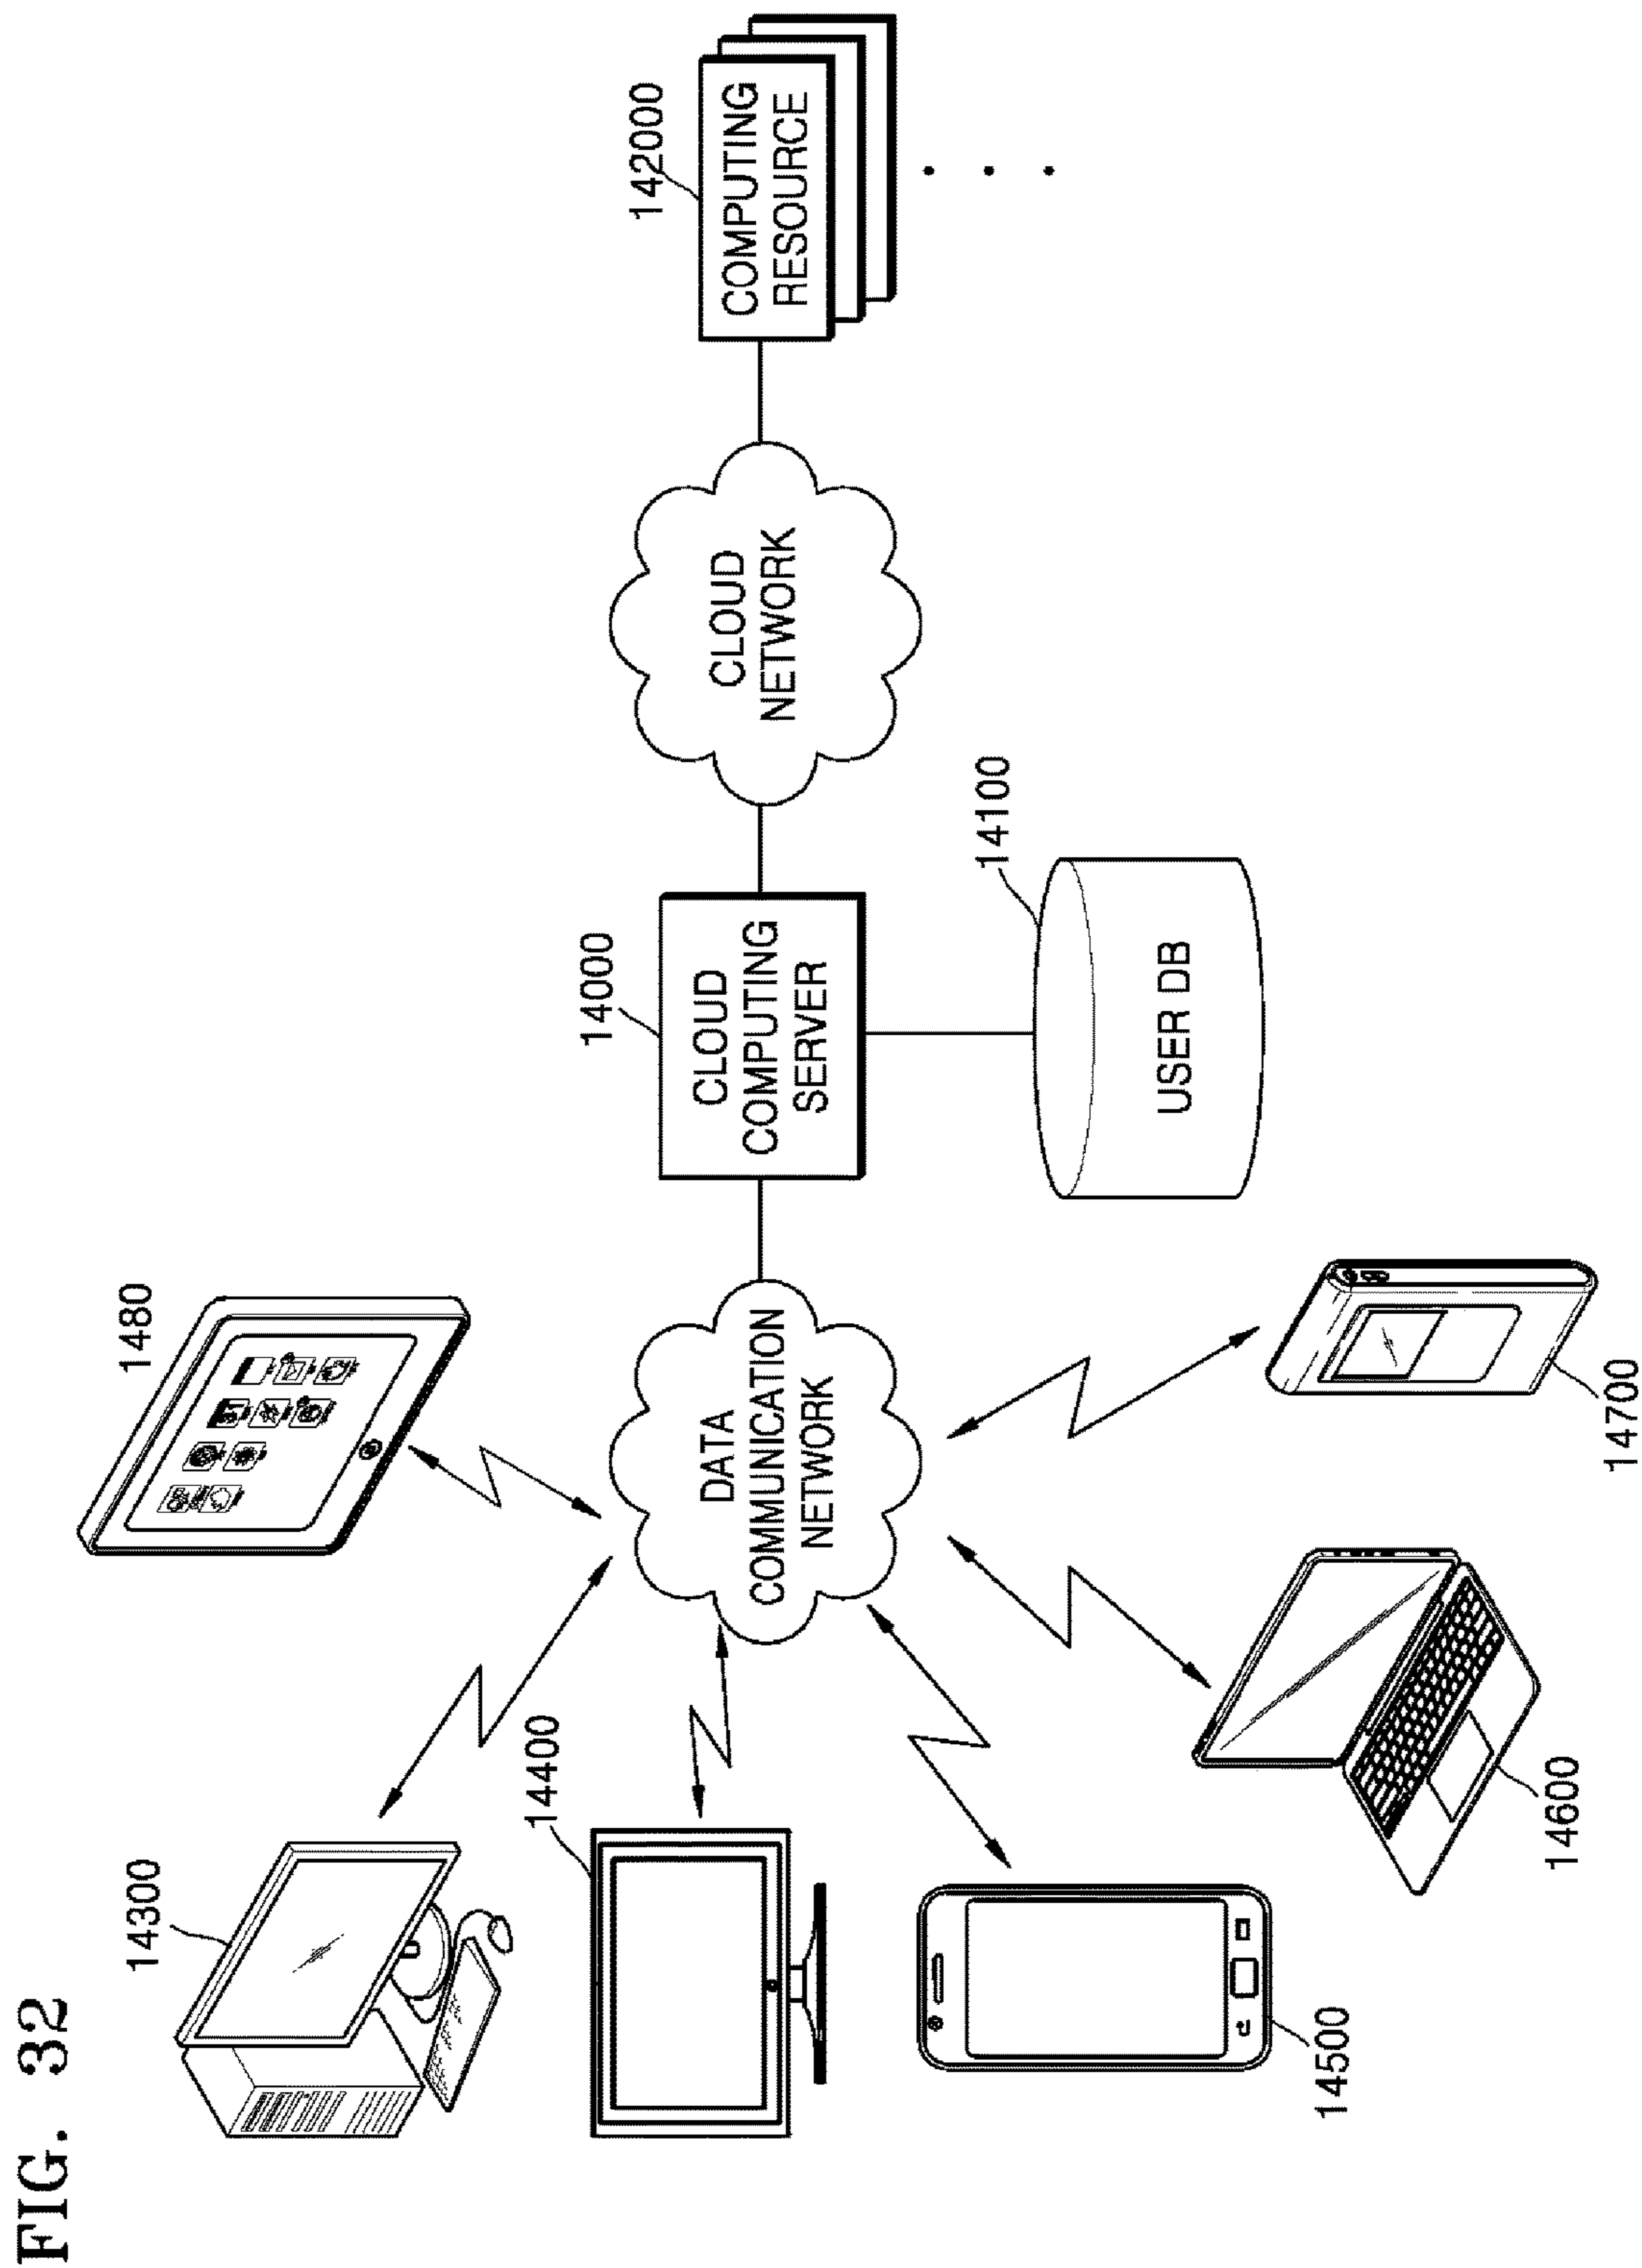 FIG. 32
14300
1480
14400
14000
CLOUD
COMPUTING
SERVER
142000
COMPUTING
RESOURCE
DATA
COMMUNICATION
NETWORK
CLOUD
NETWORK
14100
USER DB
14500
14600
14700